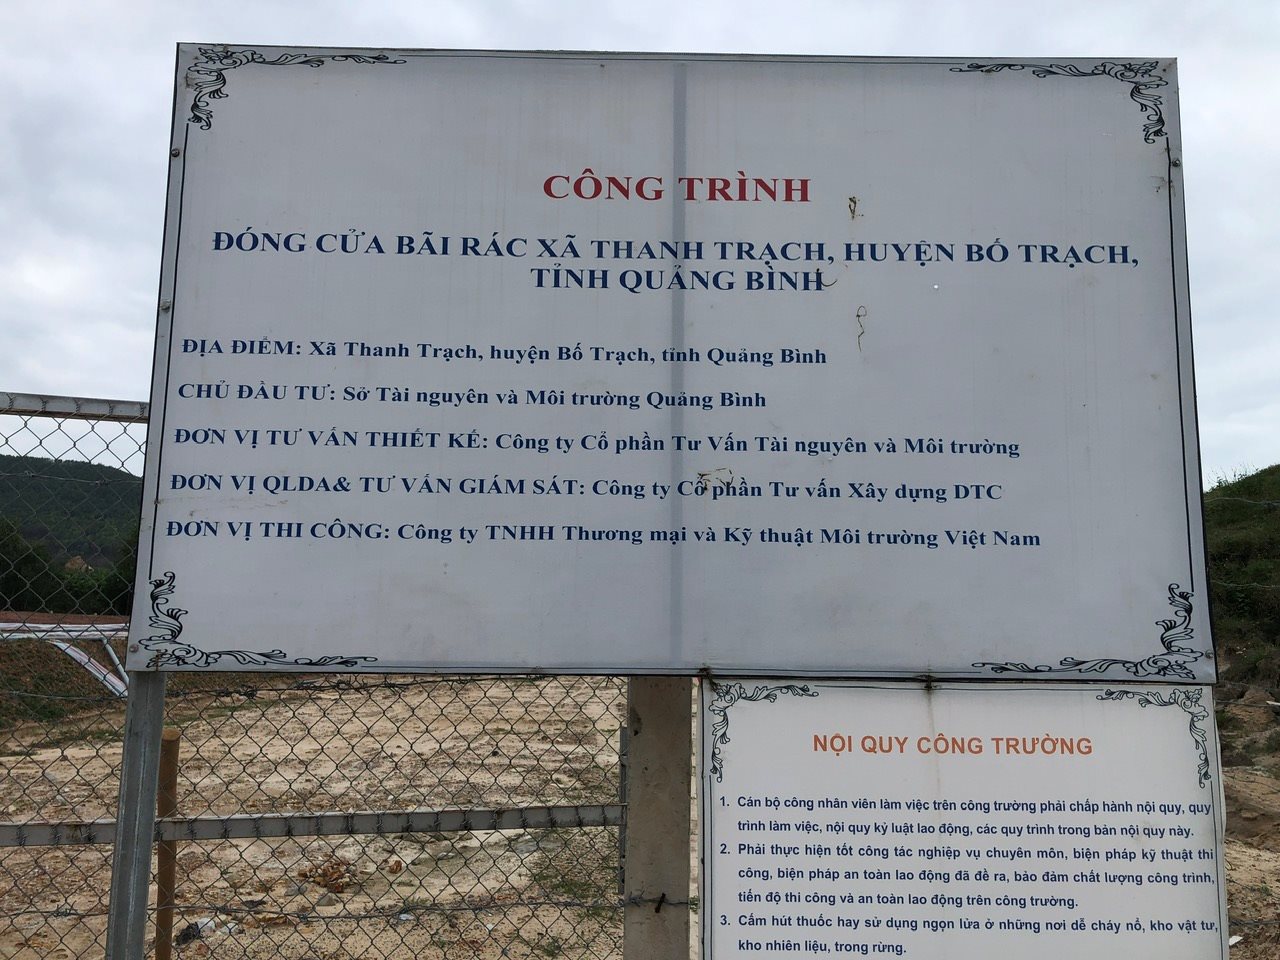 CÔNG TRÌNH
ĐÓNG CỬA BÃI RÁC XÃ THANH TRẠCH, HUYỆN BỐ TRẠCH,
TỈNH QUẢNG BÌNH
ĐỊA ĐIỂM: Xã Thanh Trạch, huyện Bố Trạch, tỉnh Quảng Bình
CHỦ ĐẦU TƯ: Sở Tài nguyên và Môi trường Quảng Bình
ĐƠN VỊ TƯ VẤN THIẾT KẾ: Công ty Cổ phần Tư Vấn Tài nguyên và Môi trường
ĐƠN VỊ QLDA& TƯ VẤN GIÁM SÁT: Công ty Cổ phần Tư vấn Xây dựng DTC
ĐƠN VỊ THI CÔNG: Công ty TNHH Thương mại và Kỹ thuật Môi trường Việt Nam
NỘI QUY CÔNG TRƯỜNG
1. Cán bộ công nhân viên làm việc trên công trường phải chấp hành nội quy, quy
trình làm việc, nội quy kỷ luật lao động, các quy trình trong bản nội quy này.
2. Phải thực hiện tốt công tác nghiệp vụ chuyên môn, biện pháp kỹ thuật thi
công, biện pháp an toàn lao động đã đề ra, bảo đảm chất lượng công trình,
tiến độ thi công và an toàn lao động trên công trường.
3. Cấm hút thuốc hay sử dụng ngọn lửa ở những nơi dễ cháy nổ, kho vật tư,
kho nhiên liệu, trong rừng.